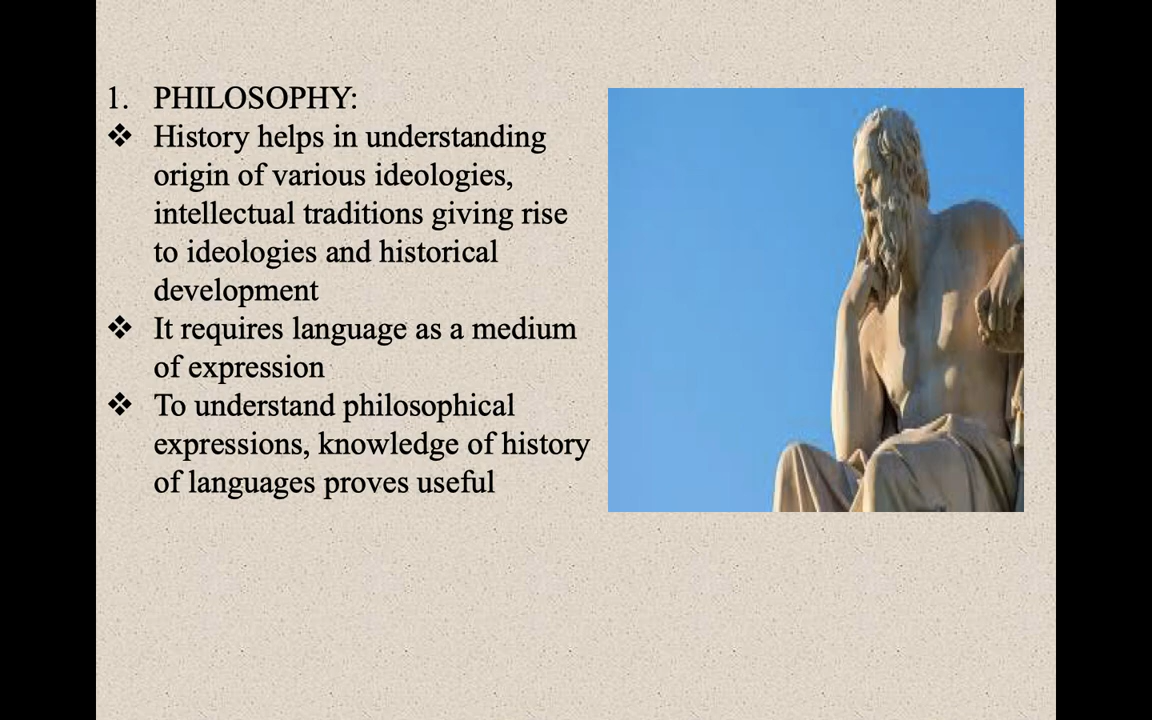 1. PHILOSOPHY:
❖ History helps in understanding
origin of various ideologies,
intellectual traditions giving rise
to ideologies and historical
development
❖ It requires language as a medium
of expression
❖ To understand philosophical
expressions, knowledge of history
of languages proves useful